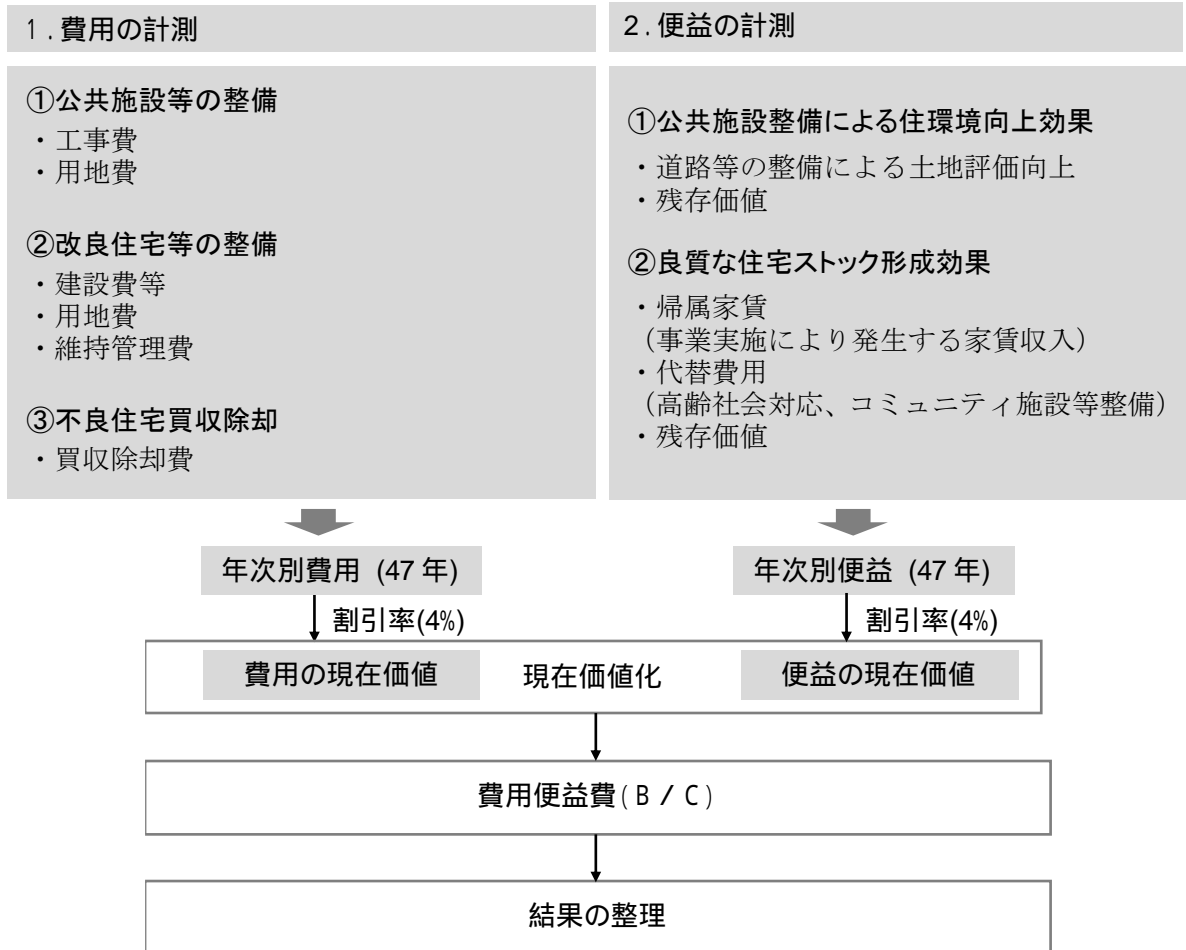 1.費用の計測
①公共施設等の整備
・工事費
・用地費
②改良住宅等の整備
・建設費等
・用地費
・維持管理費
③不良住宅買収除却
・買収除却費
2.便益の計測
①公共施設整備による住環境向上効果
・道路等の整備による土地評価向上
・残存価値
②良質な住宅ストック形成効果
・帰属家賃
(事業実施により発生する家賃収入)
・代替費用
(高齢社会対応、コミュニティ施設等整備)
・残存価値
年次別費用 (47年)
年次別便益 (47年)
割引率(4%)
割引率(4%)
費用の現在価値
現在価値化
便益の現在価値
費用便益費(B/C)
結果の整理